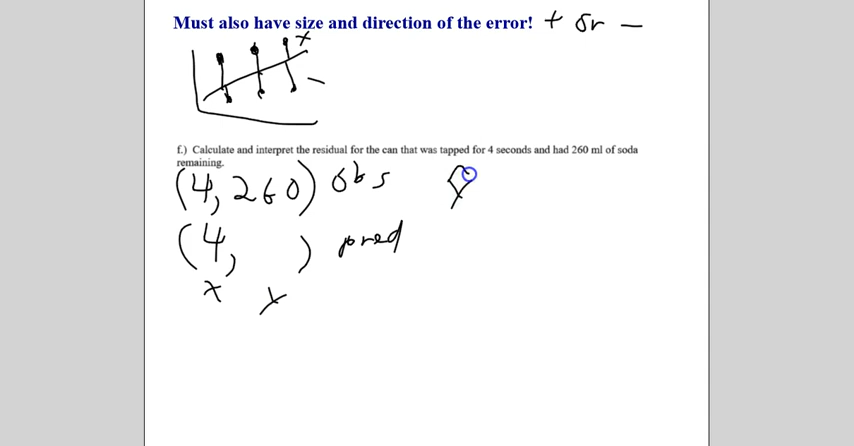 Must also have size and direction of the error! + or −
+
−
f.) Calculate and interpret the residual for the can that was tapped for 4 seconds and had 260 ml of soda
remaining.
(4, 260) obs ŷ
(4,   ) pred
x y